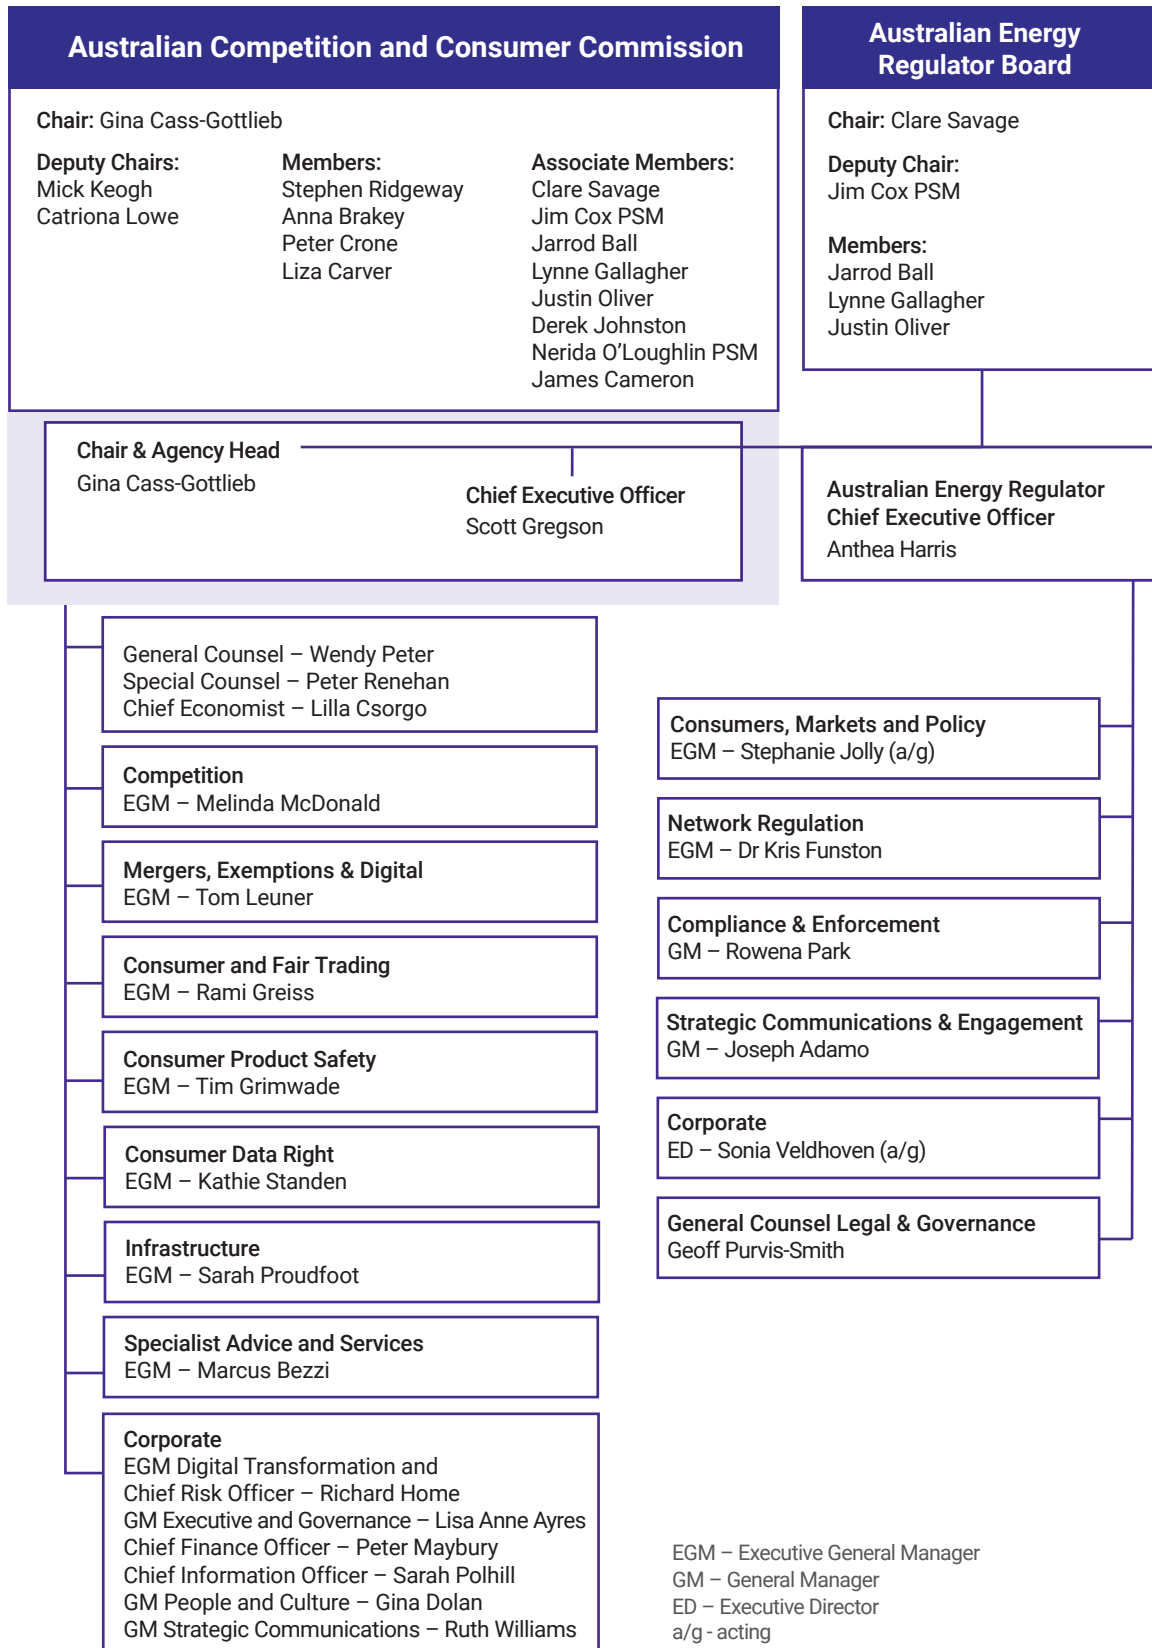 Australian Competition and Consumer Commission
Chair: Gina Cass-Gottlieb
Deputy Chairs:
Mick Keogh
Catriona Lowe
Members:
Stephen Ridgeway
Anna Brakey
Peter Crone
Liza Carver
Associate Members:
Clare Savage
Jim Cox PSM
Jarrod Ball
Lynne Gallagher
Justin Oliver
Derek Johnston
Nerida O'Loughlin PSM
James Cameron
Australian Energy
Regulator Board
Chair: Clare Savage
Deputy Chair:
Jim Cox PSM
Members:
Jarrod Ball
Lynne Gallagher
Justin Oliver
Chair & Agency Head
Gina Cass-Gottlieb
Chief Executive Officer
Scott Gregson
Australian Energy Regulator
Chief Executive Officer
Anthea Harris
General Counsel – Wendy Peter
Special Counsel – Peter Renehan
Chief Economist – Lilla Csorgo
Competition
EGM – Melinda McDonald
Mergers, Exemptions & Digital
EGM – Tom Leuner
Consumer and Fair Trading
EGM – Rami Greiss
Consumer Product Safety
EGM – Tim Grimwade
Consumer Data Right
EGM – Kathie Standen
Infrastructure
EGM – Sarah Proudfoot
Specialist Advice and Services
EGM – Marcus Bezzi
Corporate
EGM Digital Transformation and
Chief Risk Officer – Richard Home
GM Executive and Governance – Lisa Anne Ayres
Chief Finance Officer – Peter Maybury
Chief Information Officer – Sarah Polhill
GM People and Culture – Gina Dolan
GM Strategic Communications – Ruth Williams
Consumers, Markets and Policy
EGM – Stephanie Jolly (a/g)
Network Regulation
EGM – Dr Kris Funston
Compliance & Enforcement
GM – Rowena Park
Strategic Communications & Engagement
GM – Joseph Adamo
Corporate
ED – Sonia Veldhoven (a/g)
General Counsel Legal & Governance
Geoff Purvis-Smith
EGM – Executive General Manager
GM – General Manager
ED – Executive Director
a/g - acting